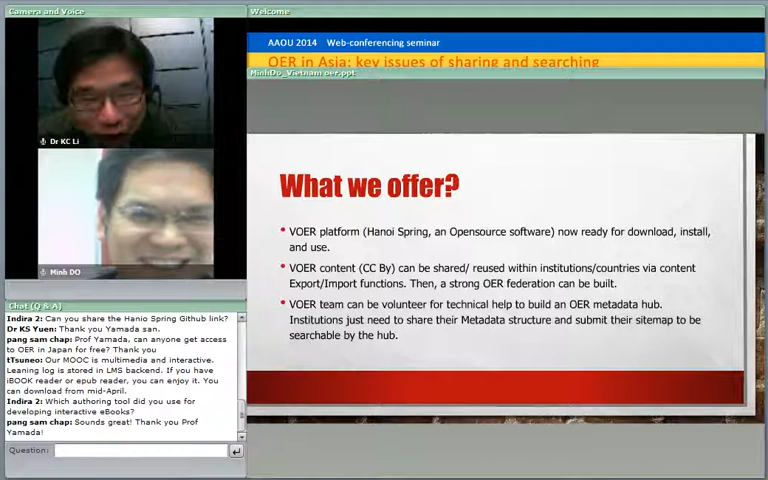 Camera and Voice
Dr KC Li
Minh DO
Chat (Q & A)
Indira 2: Can you share the Hanio Spring Github link?
Dr KS Yuen: Thank you Yamada san.
pang sam chap: Prof Yamada, can anyone get access
to OER in Japan for free? Thank you
tTsuneo: Our MOOC is multimedia and interactive.
Leaning log is stored in LMS backend. If you have
iBOOK reader or epub reader, you can enjoy it. You
can download from mid-April.
Indira 2: Which authoring tool did you use for
developing interactive eBooks?
pang sam chap: Sounds great! Thank you Prof
Yamada!
Question:
Welcome
AAOU 2014 Web-conferencing seminar
OER in Asia: key issues of sharing and searching
MinhDo_Vietnam oer.ppt
What we offer?
• VOER platform (Hanoi Spring, an Opensource software) now ready for download, install,
and use.
• VOER content (CC By) can be shared/ reused within institutions/countries via content
Export/Import functions. Then, a strong OER federation can be built.
• VOER team can be volunteer for technical help to build an OER metadata hub.
Institutions just need to share their Metadata structure and submit their sitemap to be
searchable by the hub.